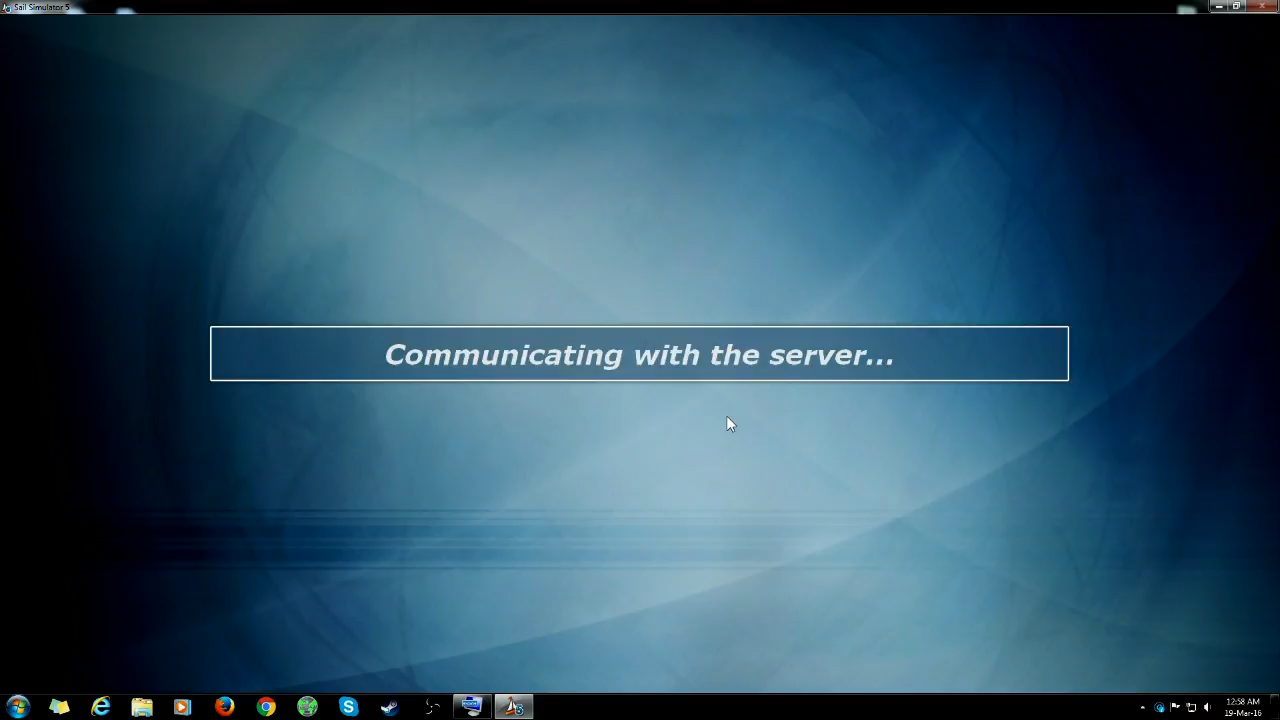 Sail Simulator 5
Communicating with the server...
12:58 AM
19-Mar-16